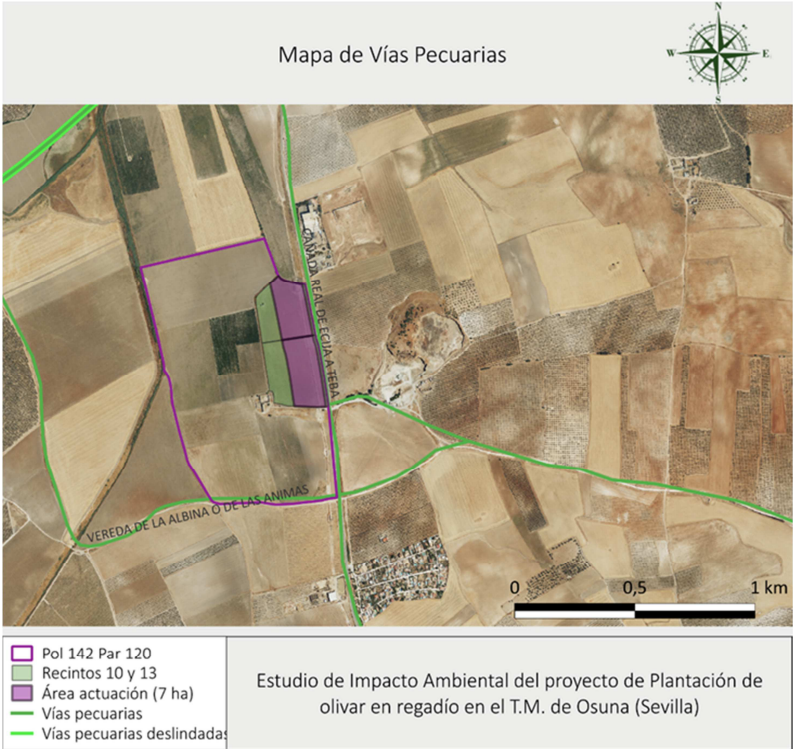 Mapa de Vías Pecuarias
N
W
E
S
CAÑADA REAL DE ECIJA A TEBA
VEREDA DE LA ALBINA O DE LAS ANIMAS
0 0,5 1 km
Pol 142 Par 120
Recintos 10 y 13
Área actuación (7 ha)
Vías pecuarias
Vías pecuarias deslindadas
Estudio de Impacto Ambiental del proyecto de Plantación de
olivar en regadío en el T.M. de Osuna (Sevilla)